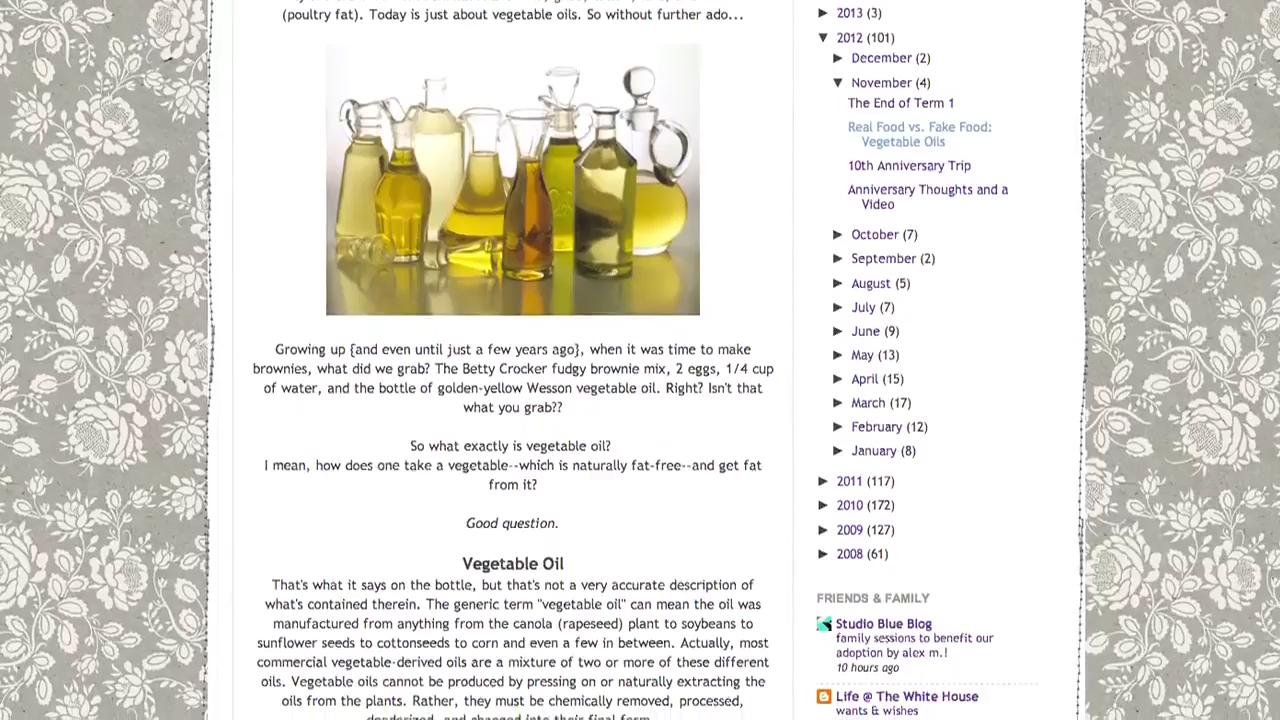 (poultry fat). Today is just about vegetable oils. So without further ado...
Growing up {and even until just a few years ago}, when it was time to make
brownies, what did we grab? The Betty Crocker fudgy brownie mix, 2 eggs, 1/4 cup
of water, and the bottle of golden-yellow Wesson vegetable oil. Right? Isn't that
what you grab??
So what exactly is vegetable oil?
I mean, how does one take a vegetable--which is naturally fat-free--and get fat
from it?
Good question.
Vegetable Oil
That's what it says on the bottle, but that's not a very accurate description of
what's contained therein. The generic term "vegetable oil" can mean the oil was
manufactured from anything from the canola (rapeseed) plant to soybeans to
sunflower seeds to cottonseeds to corn and even a few in between. Actually, most
commercial vegetable-derived oils are a mixture of two or more of these different
oils. Vegetable oils cannot be produced by pressing on or naturally extracting the
oils from the plants. Rather, they must be chemically removed, processed,
deodorized, and changed into their final form
► 2013 (3)
▼ 2012 (101)
► December (2)
▼ November (4)
The End of Term 1
Real Food vs. Fake Food:
Vegetable Oils
10th Anniversary Trip
Anniversary Thoughts and a
Video
► October (7)
► September (2)
► August (5)
► July (7)
► June (9)
► May (13)
► April (15)
► March (17)
► February (12)
► January (8)
► 2011 (117)
► 2010 (172)
► 2009 (127)
► 2008 (61)
FRIENDS & FAMILY
Studio Blue Blog
family sessions to benefit our
adoption by alex m.!
10 hours ago
Life @ The White House
wants & wishes